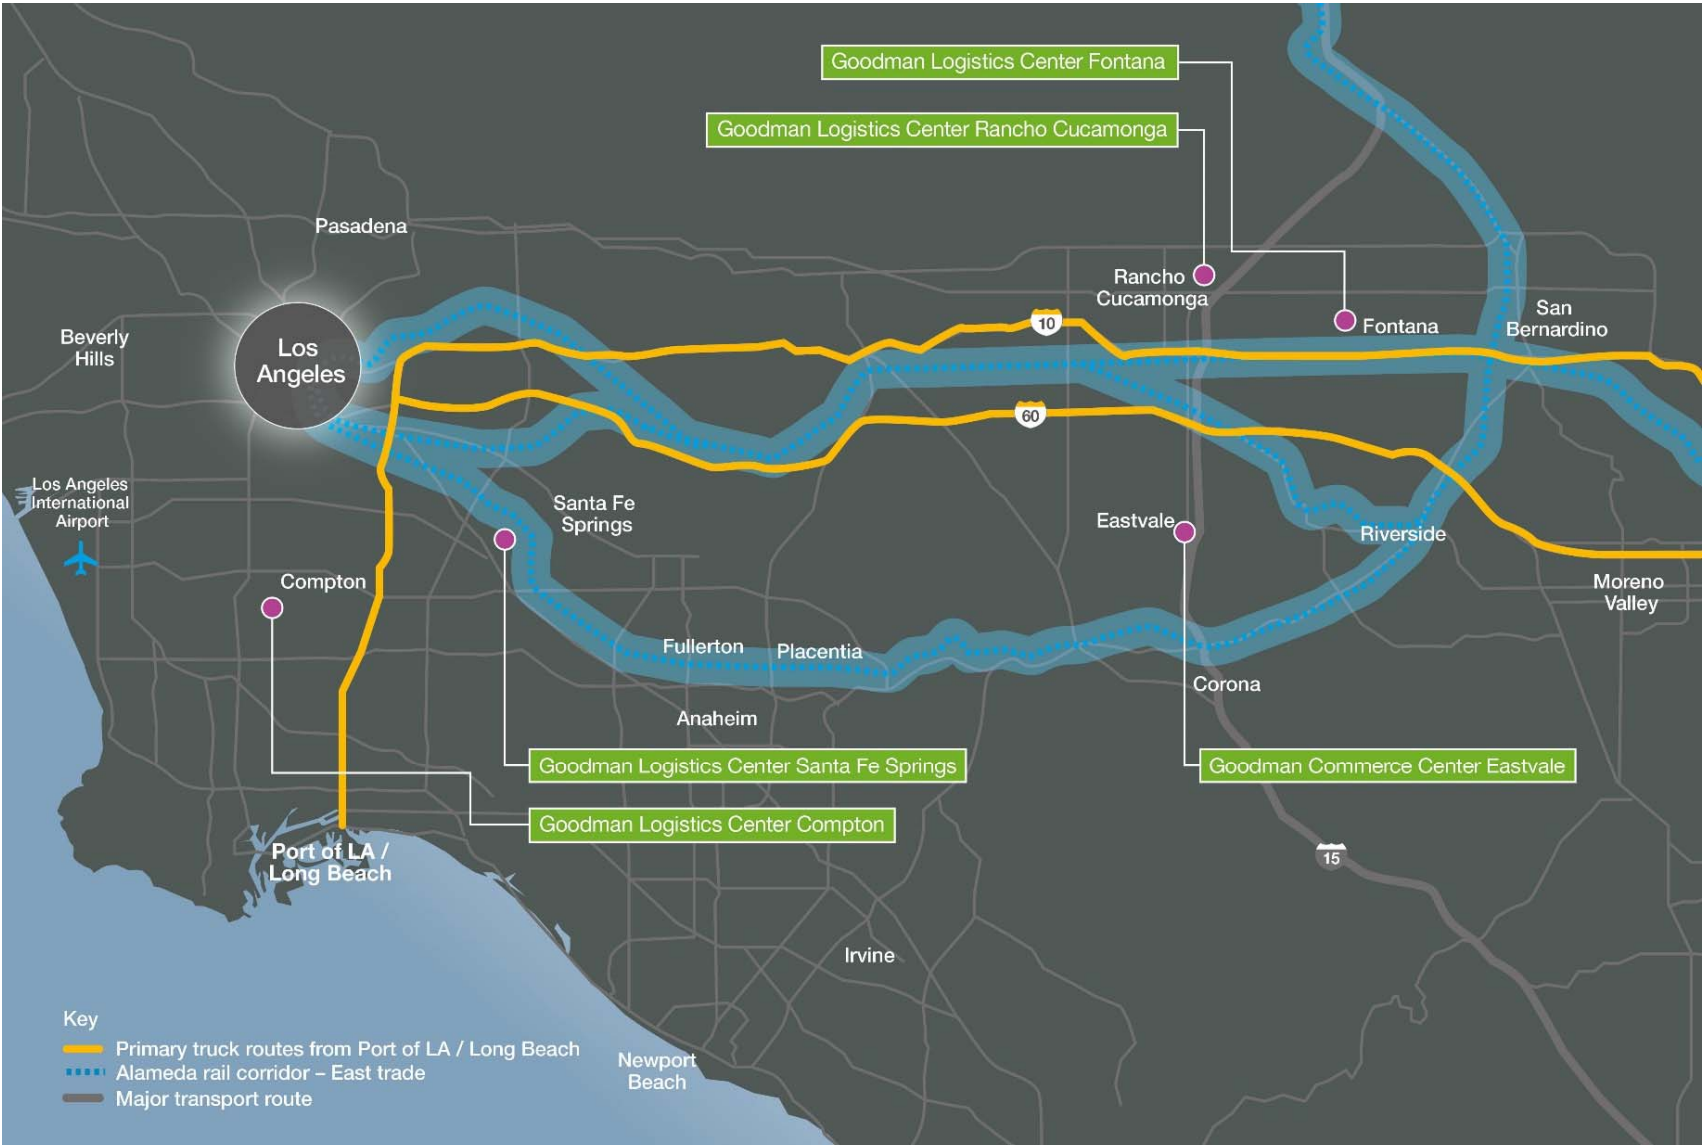 Goodman Logistics Center Fontana
Goodman Logistics Center Rancho Cucamonga
Pasadena
Rancho
Cucamonga
San
Bernardino
10
Fontana
Beverly
Hills
Los
Angeles
60
Los Angeles
International
Airport
Santa Fe
Springs
Eastvale
Riverside
Compton
Moreno
Valley
Fullerton
Placentia
Corona
Anaheim
Goodman Logistics Center Santa Fe Springs
Goodman Commerce Center Eastvale
Goodman Logistics Center Compton
Port of LA /
Long Beach
15
Irvine
Key
Primary truck routes from Port of LA / Long Beach
Alameda rail corridor – East trade
Major transport route
Newport
Beach